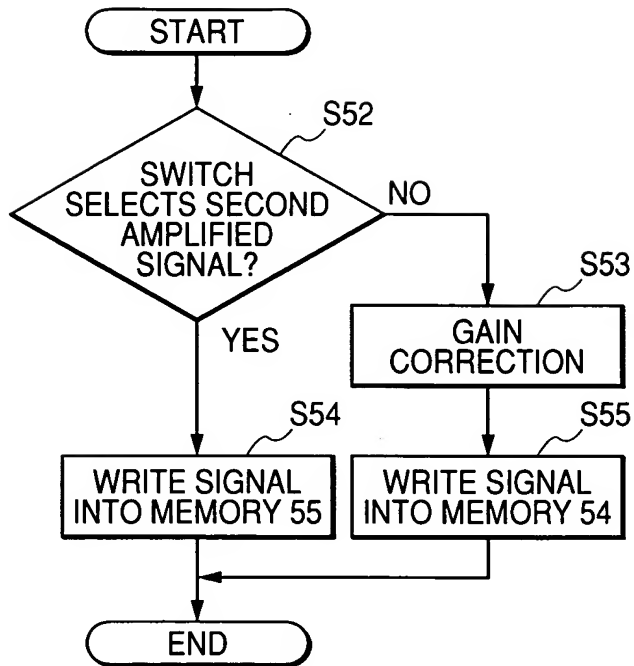 START
S52
SWITCH
SELECTS SECOND
AMPLIFIED
SIGNAL?
NO
YES
S53
GAIN
CORRECTION
S54
WRITE SIGNAL
INTO MEMORY 55
S55
WRITE SIGNAL
INTO MEMORY 54
END